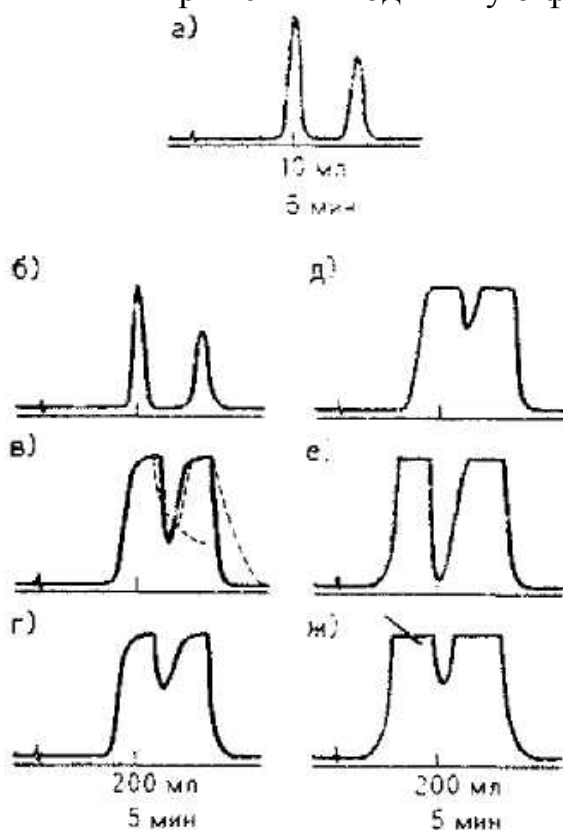 а)
10 мл
5 мин
б)
д)
в)
е)
г)
ж)
200 мл
200 мл
5 мин
5 мин